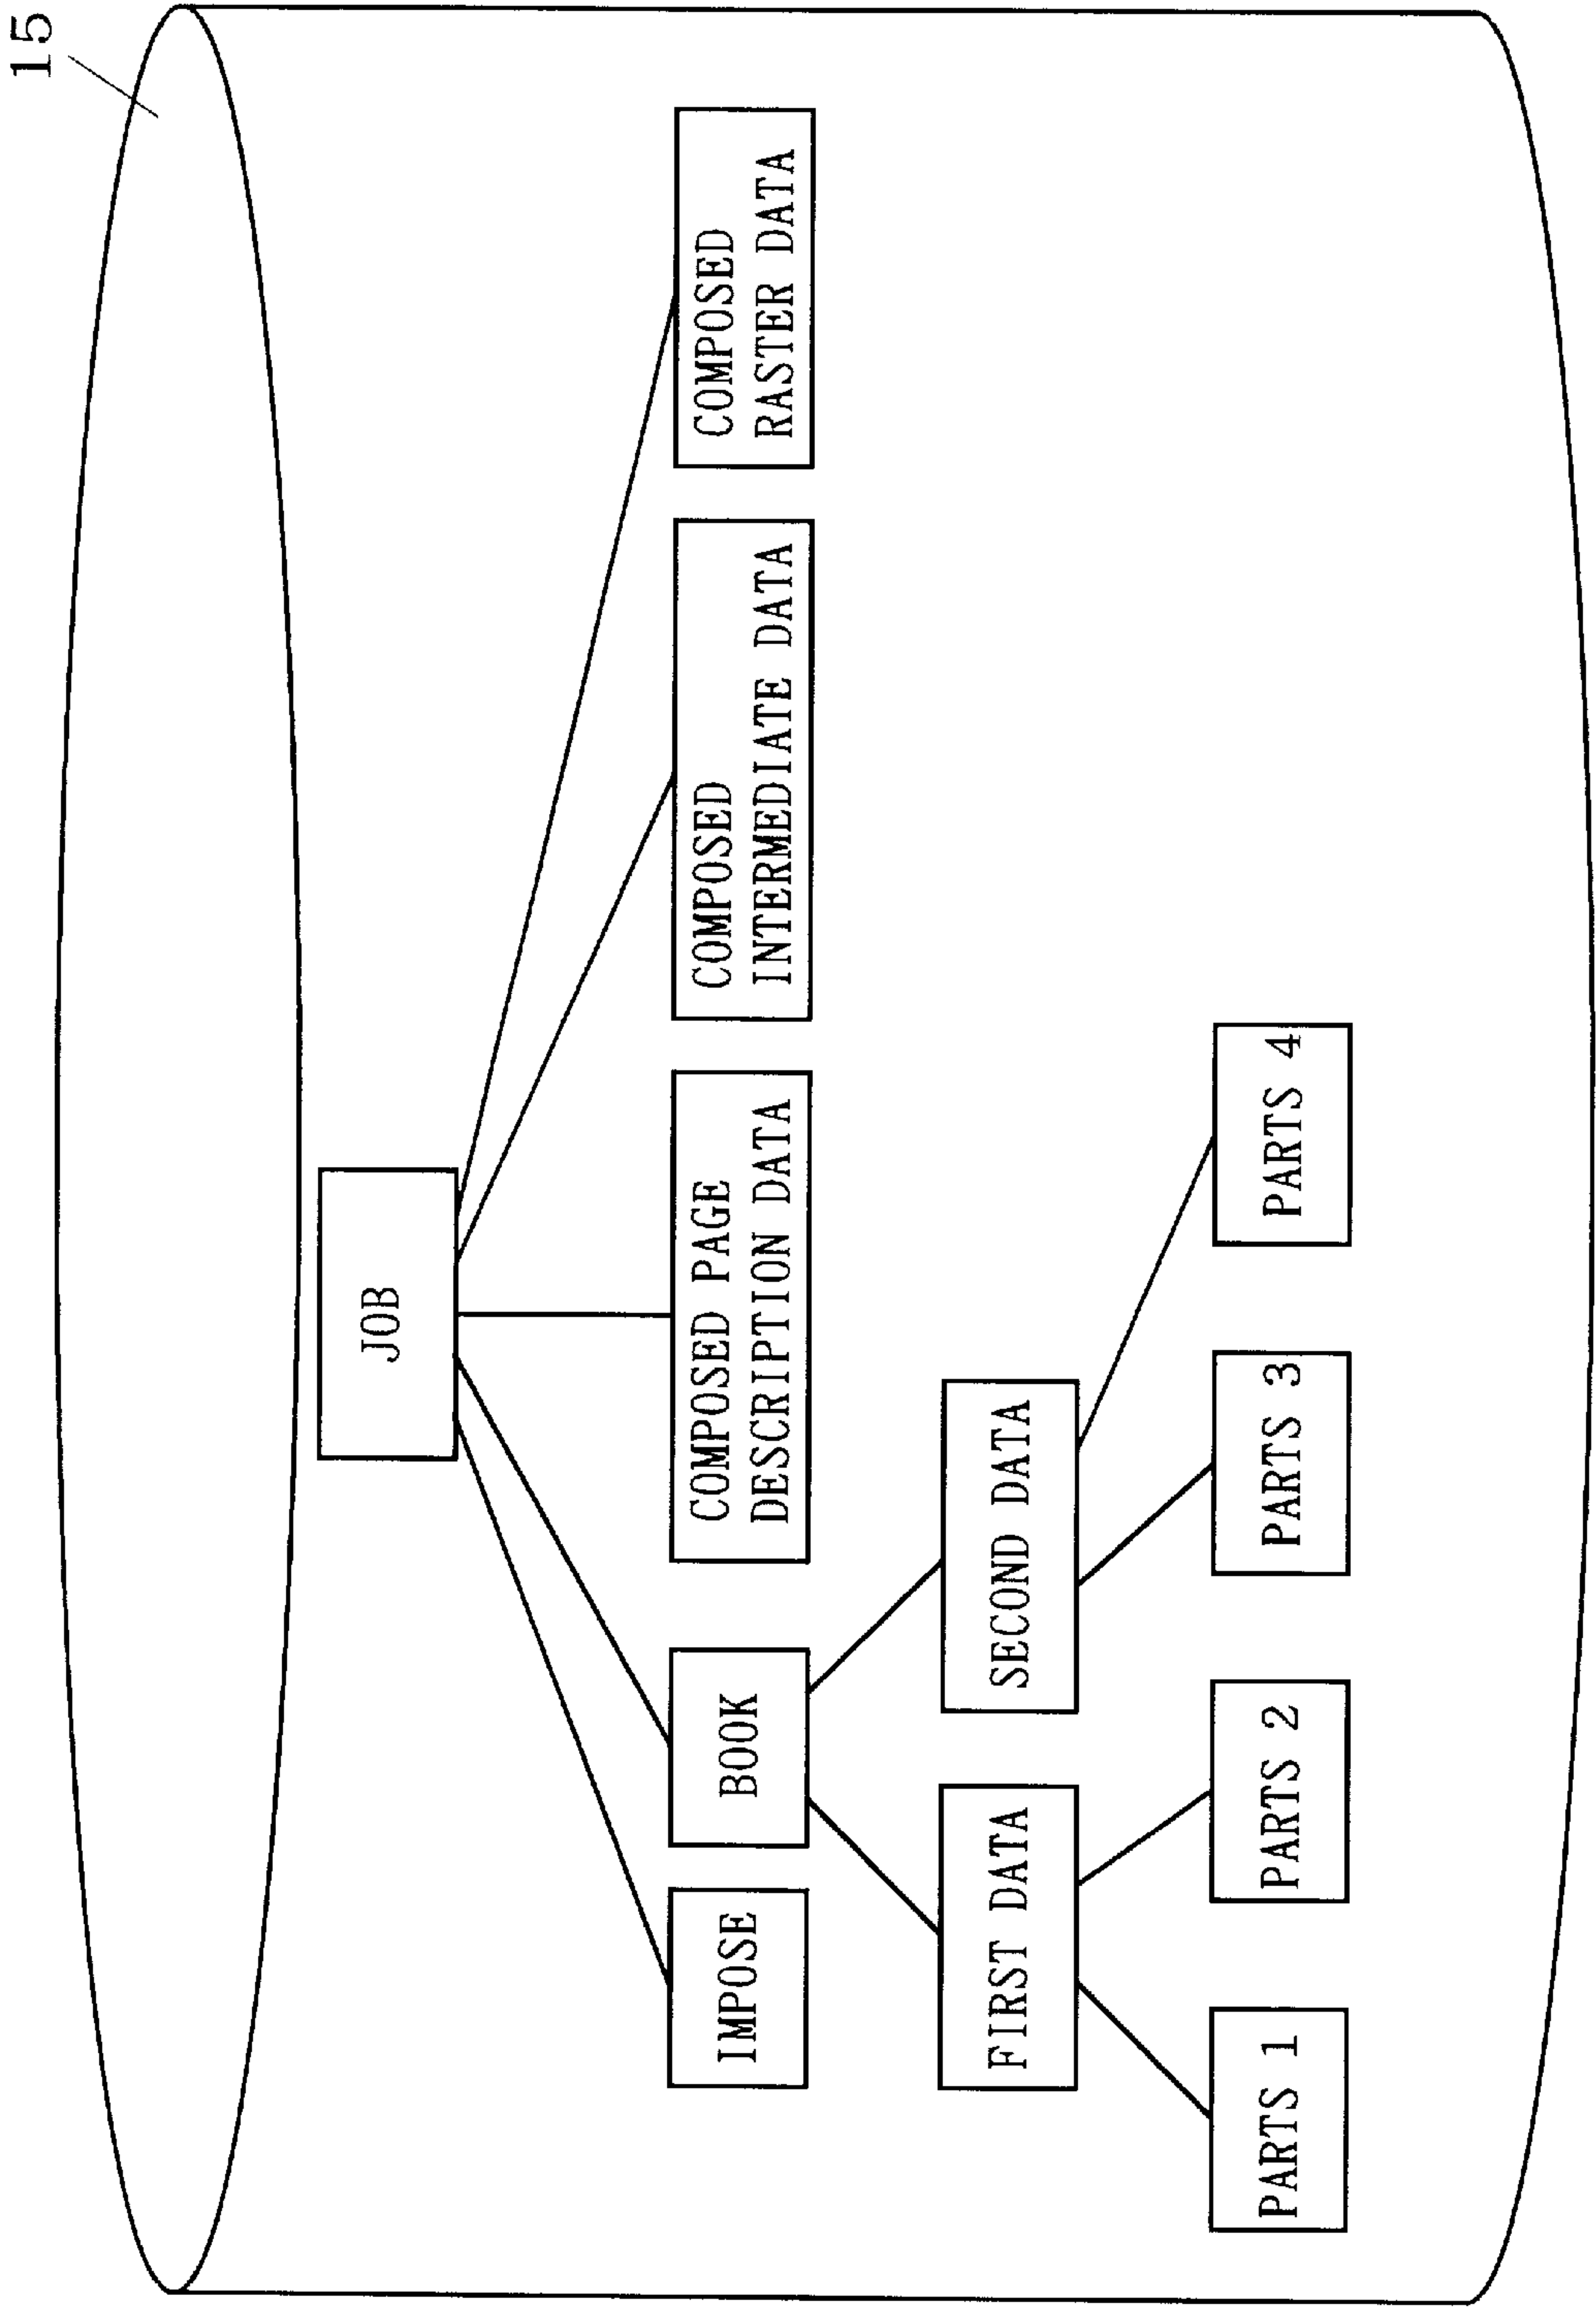 15
JOB
IMPOSE
BOOK
COMPOSED PAGE
DESCRIPTION DATA
COMPOSED
INTERMEDIATE DATA
COMPOSED
RASTER DATA
FIRST DATA
SECOND DATA
PARTS 1
PARTS 2
PARTS 3
PARTS 4